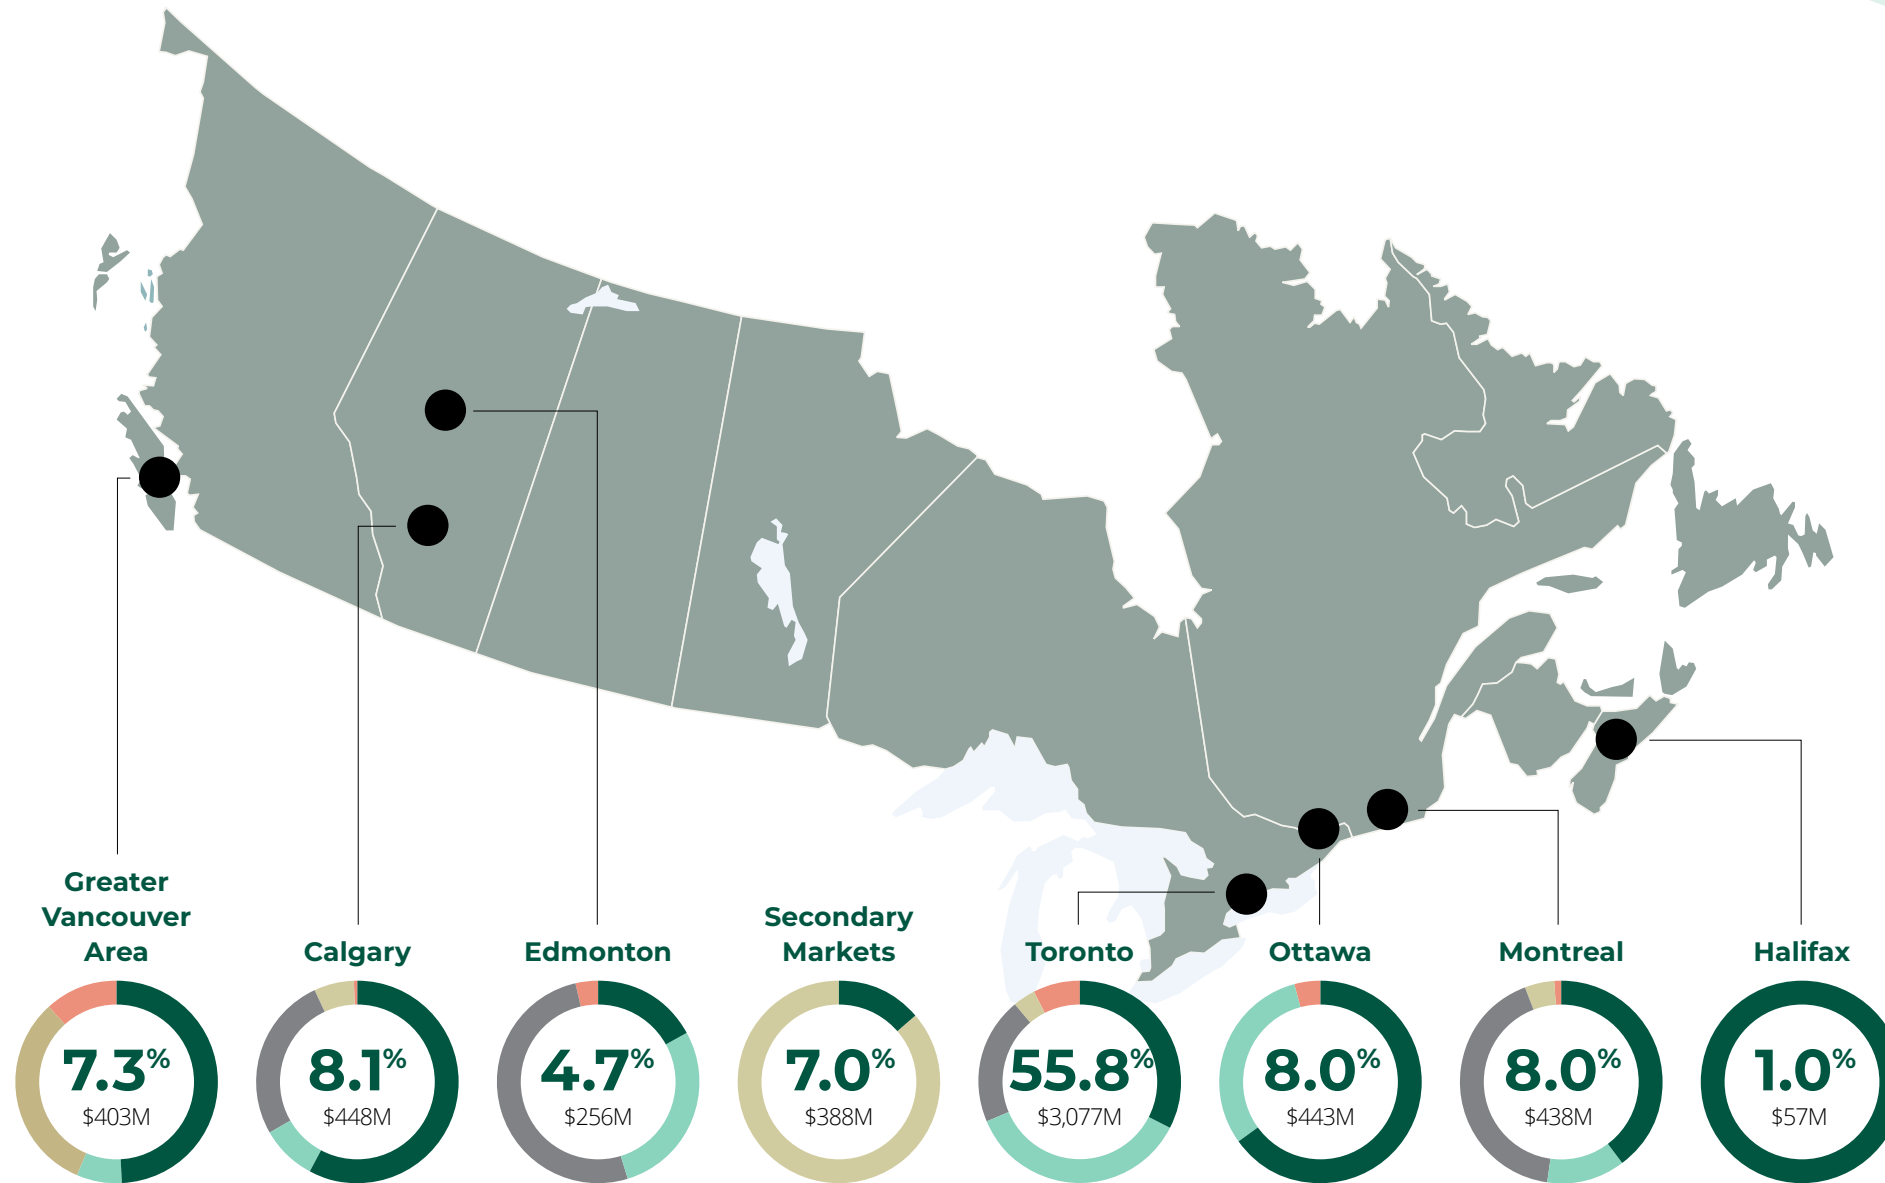 Greater
Vancouver
Area
7.3%
$403M
Calgary
8.1%
$448M
Edmonton
4.7%
$256M
Secondary
Markets
7.0%
$388M
Toronto
55.8%
$3,077M
Ottawa
8.0%
$443M
Montreal
8.0%
$438M
Halifax
1.0%
$57M